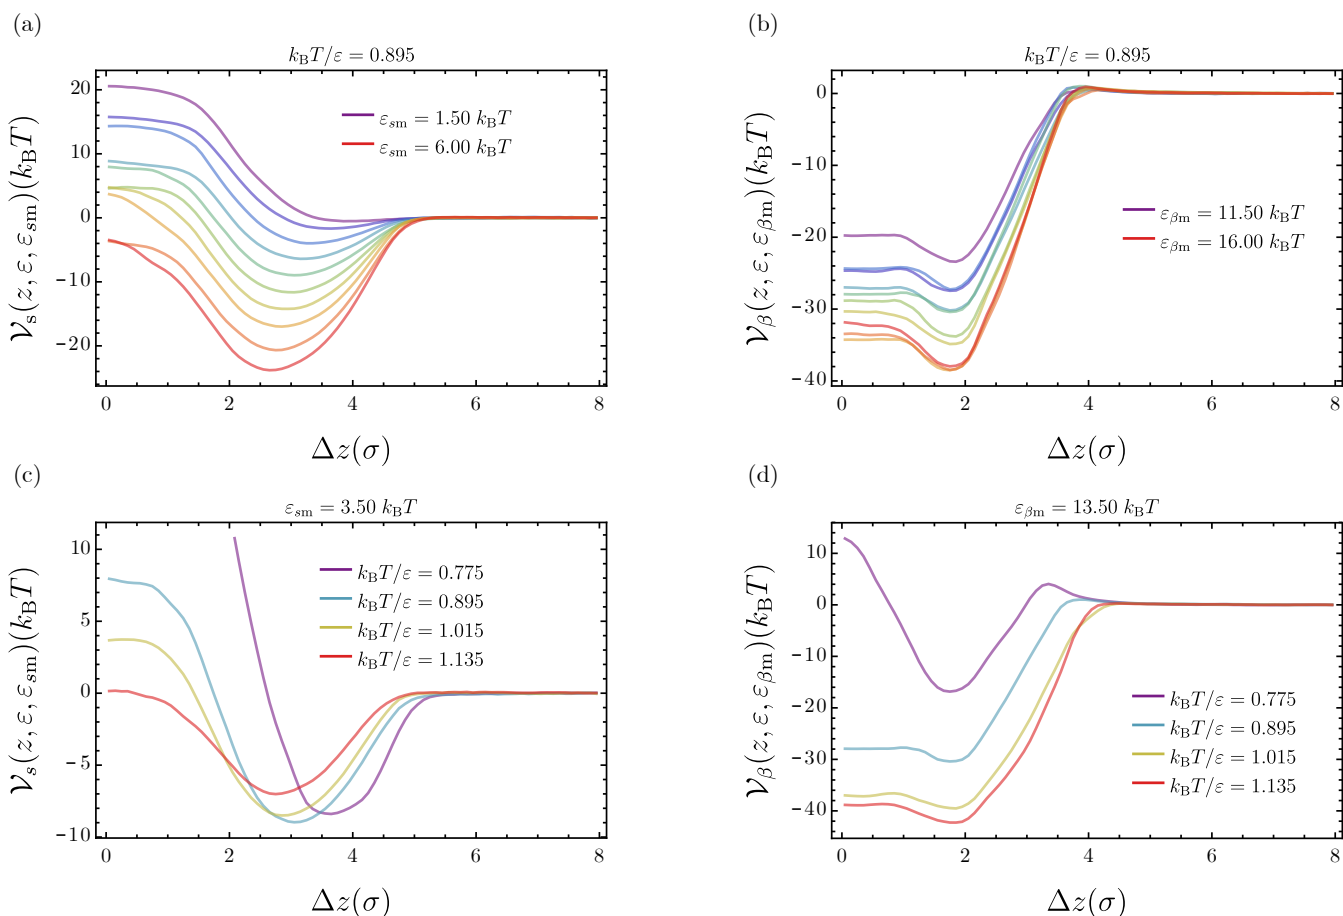 (a)
k_BT/ε = 0.895
𝒱_s(z, ε, ε_sm)(k_BT)
20
10
0
−10
−20
ε_sm = 1.50 k_BT
ε_sm = 6.00 k_BT
0 2 4 6 8
Δz(σ)
(b)
k_BT/ε = 0.895
𝒱_β(z, ε, ε_βm)(k_BT)
0
−10
−20
−30
−40
ε_βm = 11.50 k_BT
ε_βm = 16.00 k_BT
0 2 4 6 8
Δz(σ)
(c)
ε_sm = 3.50 k_BT
𝒱_s(z, ε, ε_sm)(k_BT)
10
5
0
−5
−10
k_BT/ε = 0.775
k_BT/ε = 0.895
k_BT/ε = 1.015
k_BT/ε = 1.135
0 2 4 6 8
Δz(σ)
(d)
ε_βm = 13.50 k_BT
𝒱_β(z, ε, ε_βm)(k_BT)
10
0
−10
−20
−30
−40
k_BT/ε = 0.775
k_BT/ε = 0.895
k_BT/ε = 1.015
k_BT/ε = 1.135
0 2 4 6 8
Δz(σ)